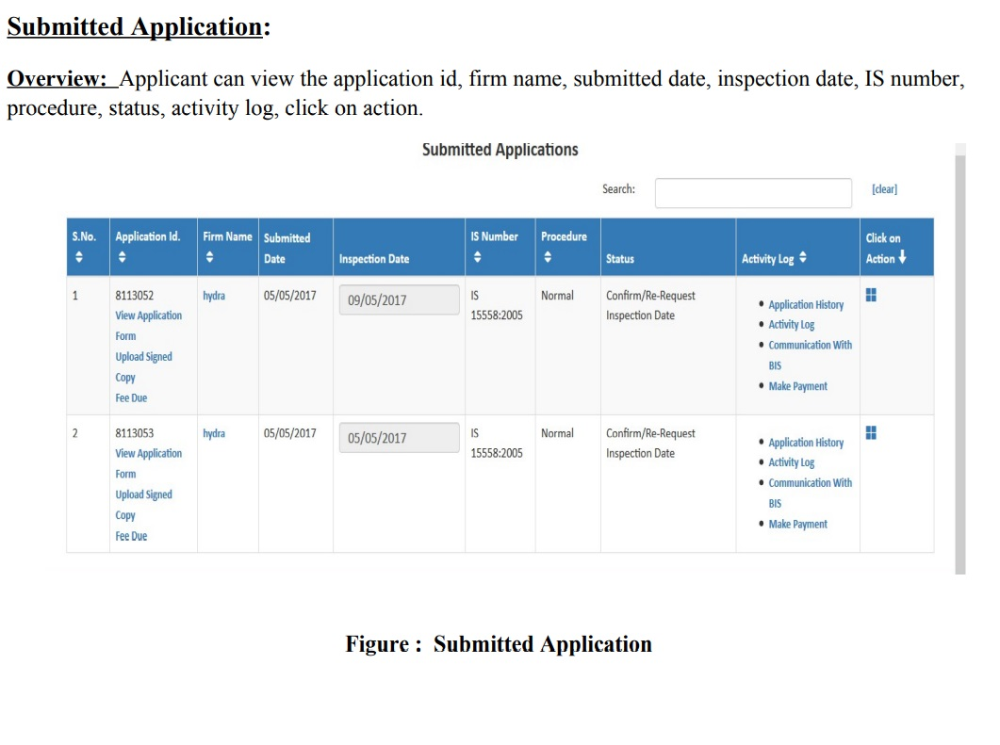 Submitted Application:
Overview: Applicant can view the application id, firm name, submitted date, inspection date, IS number,
procedure, status, activity log, click on action.
Submitted Applications
Search:
[clear]
S.No.
Application Id.
Firm Name
Submitted
Date
Inspection Date
IS Number
Procedure
Status
Activity Log
Click on
Action
1
8113052
View Application
Form
Upload Signed
Copy
Fee Due
hydra
05/05/2017
09/05/2017
IS
15558:2005
Normal
Confirm/Re-Request
Inspection Date
• Application History
• Activity Log
• Communication With
BIS
• Make Payment
2
8113053
View Application
Form
Upload Signed
Copy
Fee Due
hydra
05/05/2017
05/05/2017
IS
15558:2005
Normal
Confirm/Re-Request
Inspection Date
• Application History
• Activity Log
• Communication With
BIS
• Make Payment
Figure : Submitted Application